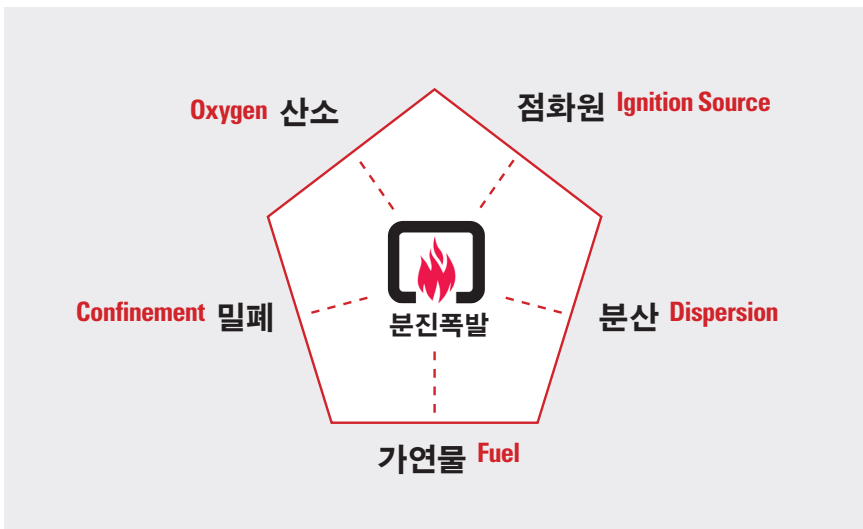 Oxygen 산소
점화원 Ignition Source
Confinement 밀폐
분진폭발
분산 Dispersion
가연물 Fuel